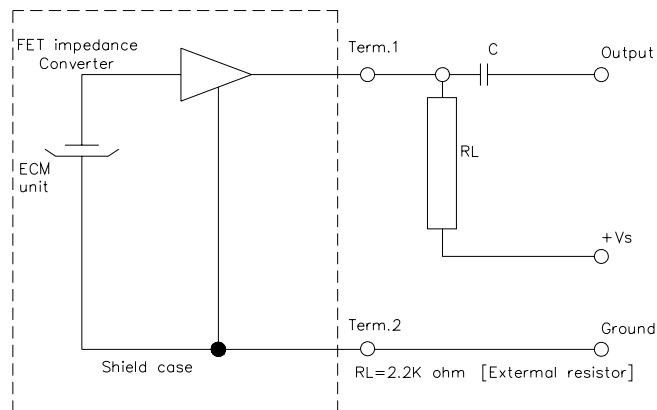 FET impedance
Converter
Term.1
C
Output
RL
ECM
unit
+Vs
Term.2
Ground
Shield case
RL=2.2K ohm [Extermal resistor]